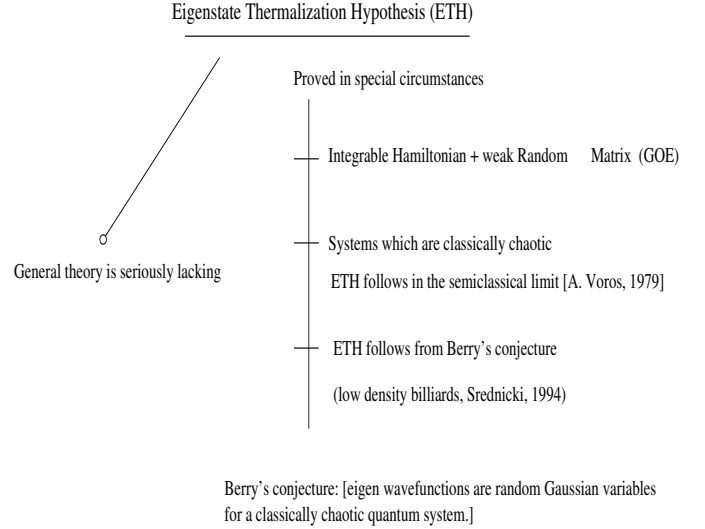 Eigenstate Thermalization Hypothesis (ETH)
Proved in special circumstances
Integrable Hamiltonian + weak Random Matrix (GOE)
Systems which are classically chaotic
General theory is seriously lacking
ETH follows in the semiclassical limit [A. Voros, 1979]
ETH follows from Berry's conjecture
(low density billiards, Srednicki, 1994)
Berry's conjecture: [eigen wavefunctions are random Gaussian variables
for a classically chaotic quantum system.]